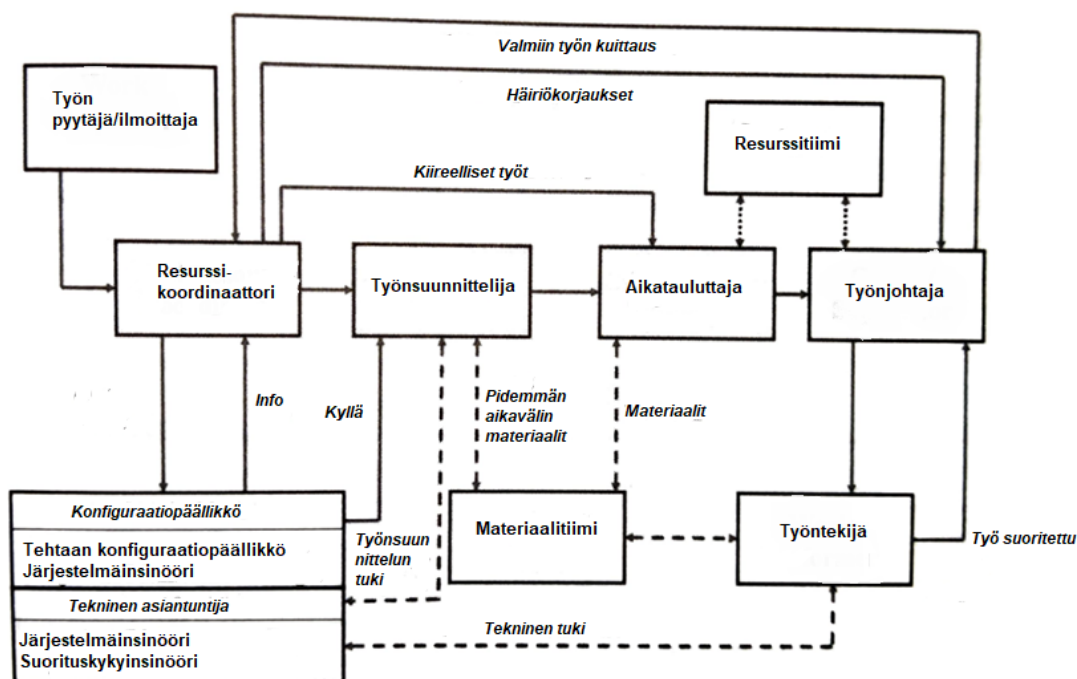 Valmiin työn kuittaus
Häiriökorjaukset
Työn
pyytäjä/ilmoittaja
Resurssitiimi
Kiireelliset työt
Resurssi-
koordinaattori
Työnsuunnittelija
Aikatauluttaja
Työnjohtaja
Info
Kyllä
Pidemmän
aikavälin
materiaalit
Materiaalit
Konfiguraatiopäällikkö
Tehtaan konfiguraatiopäällikkö
Järjestelmäinsinööri
Työnsuun
nittelun
tuki
Materiaalitiimi
Työntekijä
Työ suoritettu
Tekninen asiantuntija
Järjestelmäinsinööri
Suorituskykyinsinööri
Tekninen tuki